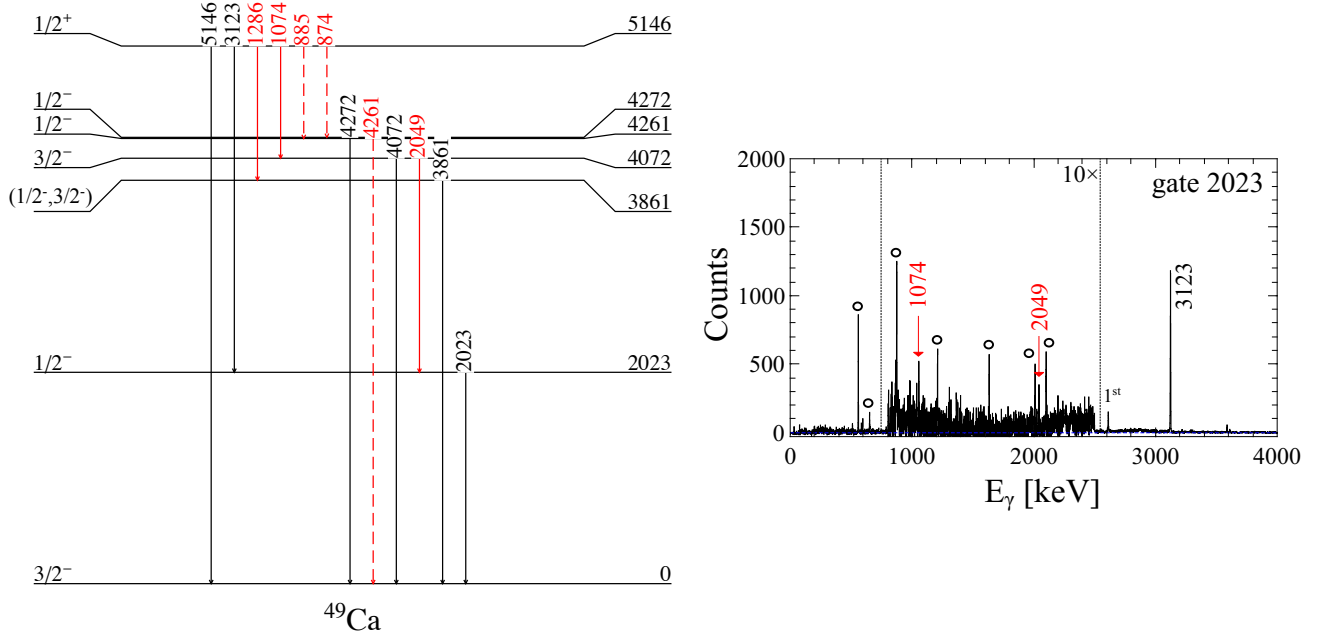 1/2⁺ 5146 3123 1286 1074 885 874 5146
1/2⁻ 4272
1/2⁻ 4272 4261 4072 2049 3861 4261
3/2⁻ 4072
(1/2⁻,3/2⁻) 3861
1/2⁻ 2023 2023
3/2⁻ 0
⁴⁹Ca
2000
10× gate 2023
1500
1074 2049 3123
1000
500
1ˢᵗ
0
Counts
0 1000 2000 3000 4000
Eγ [keV]